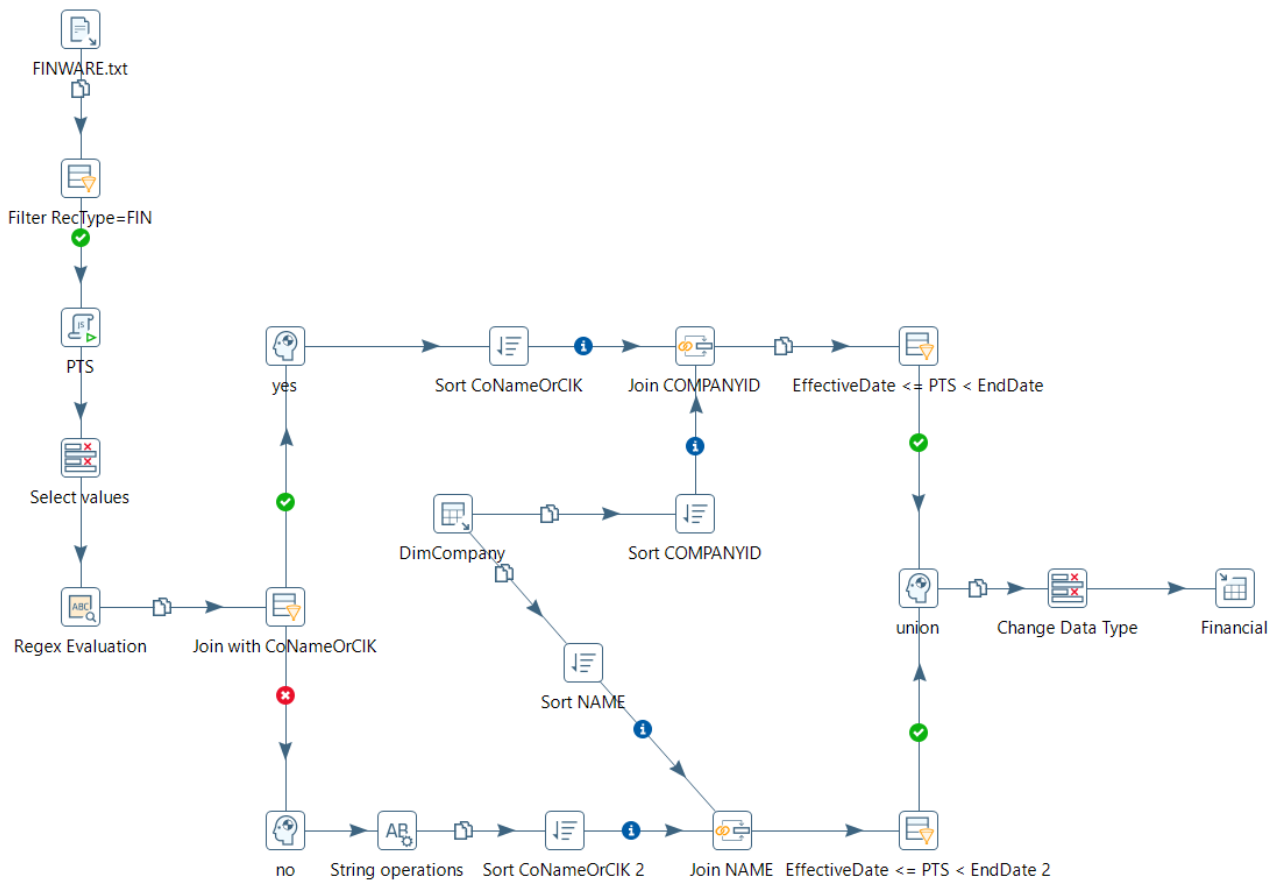 FINWARE.txt
Filter RecType=FIN
PTS
yes
Sort CoNameOrCIK
Join COMPANYID
EffectiveDate <= PTS < EndDate
Select values
DimCompany
Sort COMPANYID
Regex Evaluation
Join with CoNameOrCIK
union
Change Data Type
Financial
Sort NAME
no
String operations
Sort CoNameOrCIK 2
Join NAME
EffectiveDate <= PTS < EndDate 2